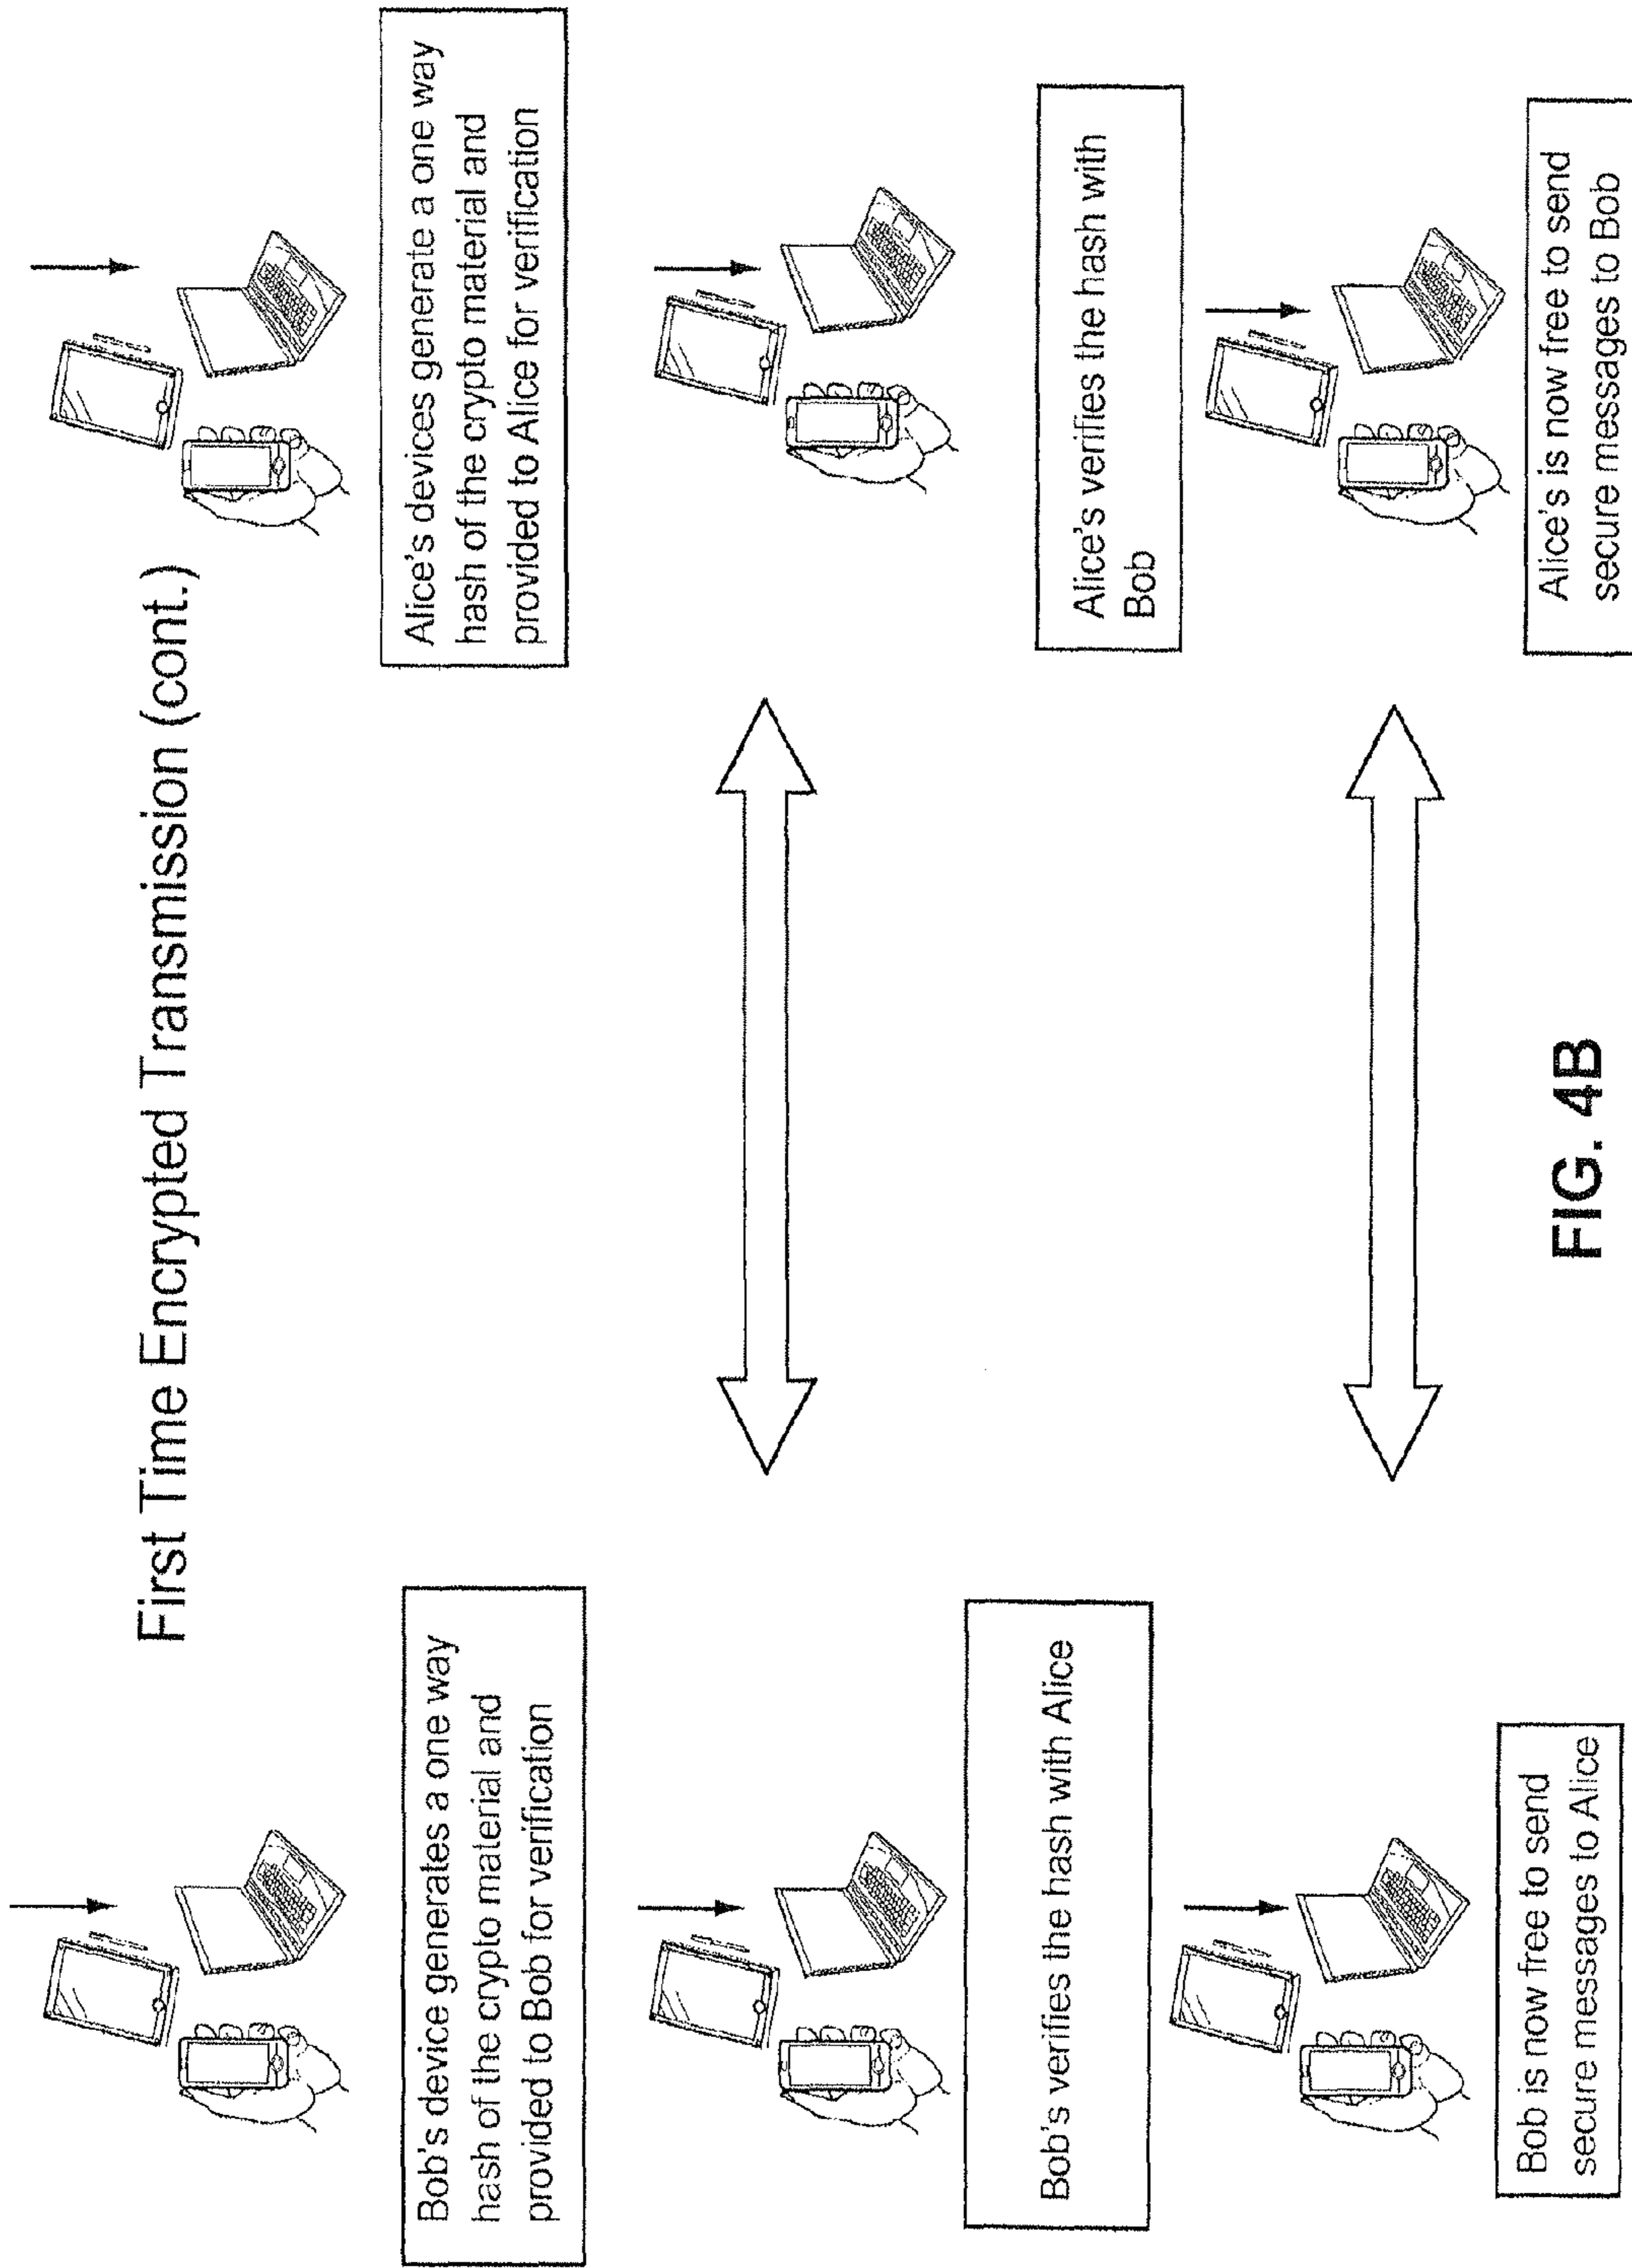 First Time Encrypted Transmission (cont.)
Bob's device generates a one way
hash of the crypto material and
provided to Bob for verification
Alice's devices generate a one way
hash of the crypto material and
provided to Alice for verification
Bob's verifies the hash with Alice
Alice's verifies the hash with
Bob
Bob is now free to send
secure messages to Alice
Alice's is now free to send
secure messages to Bob
FIG. 4B